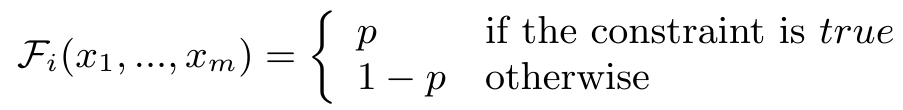 p if the constraint is true
ℱᵢ(x₁, ..., xₘ) = {
1 − p otherwise